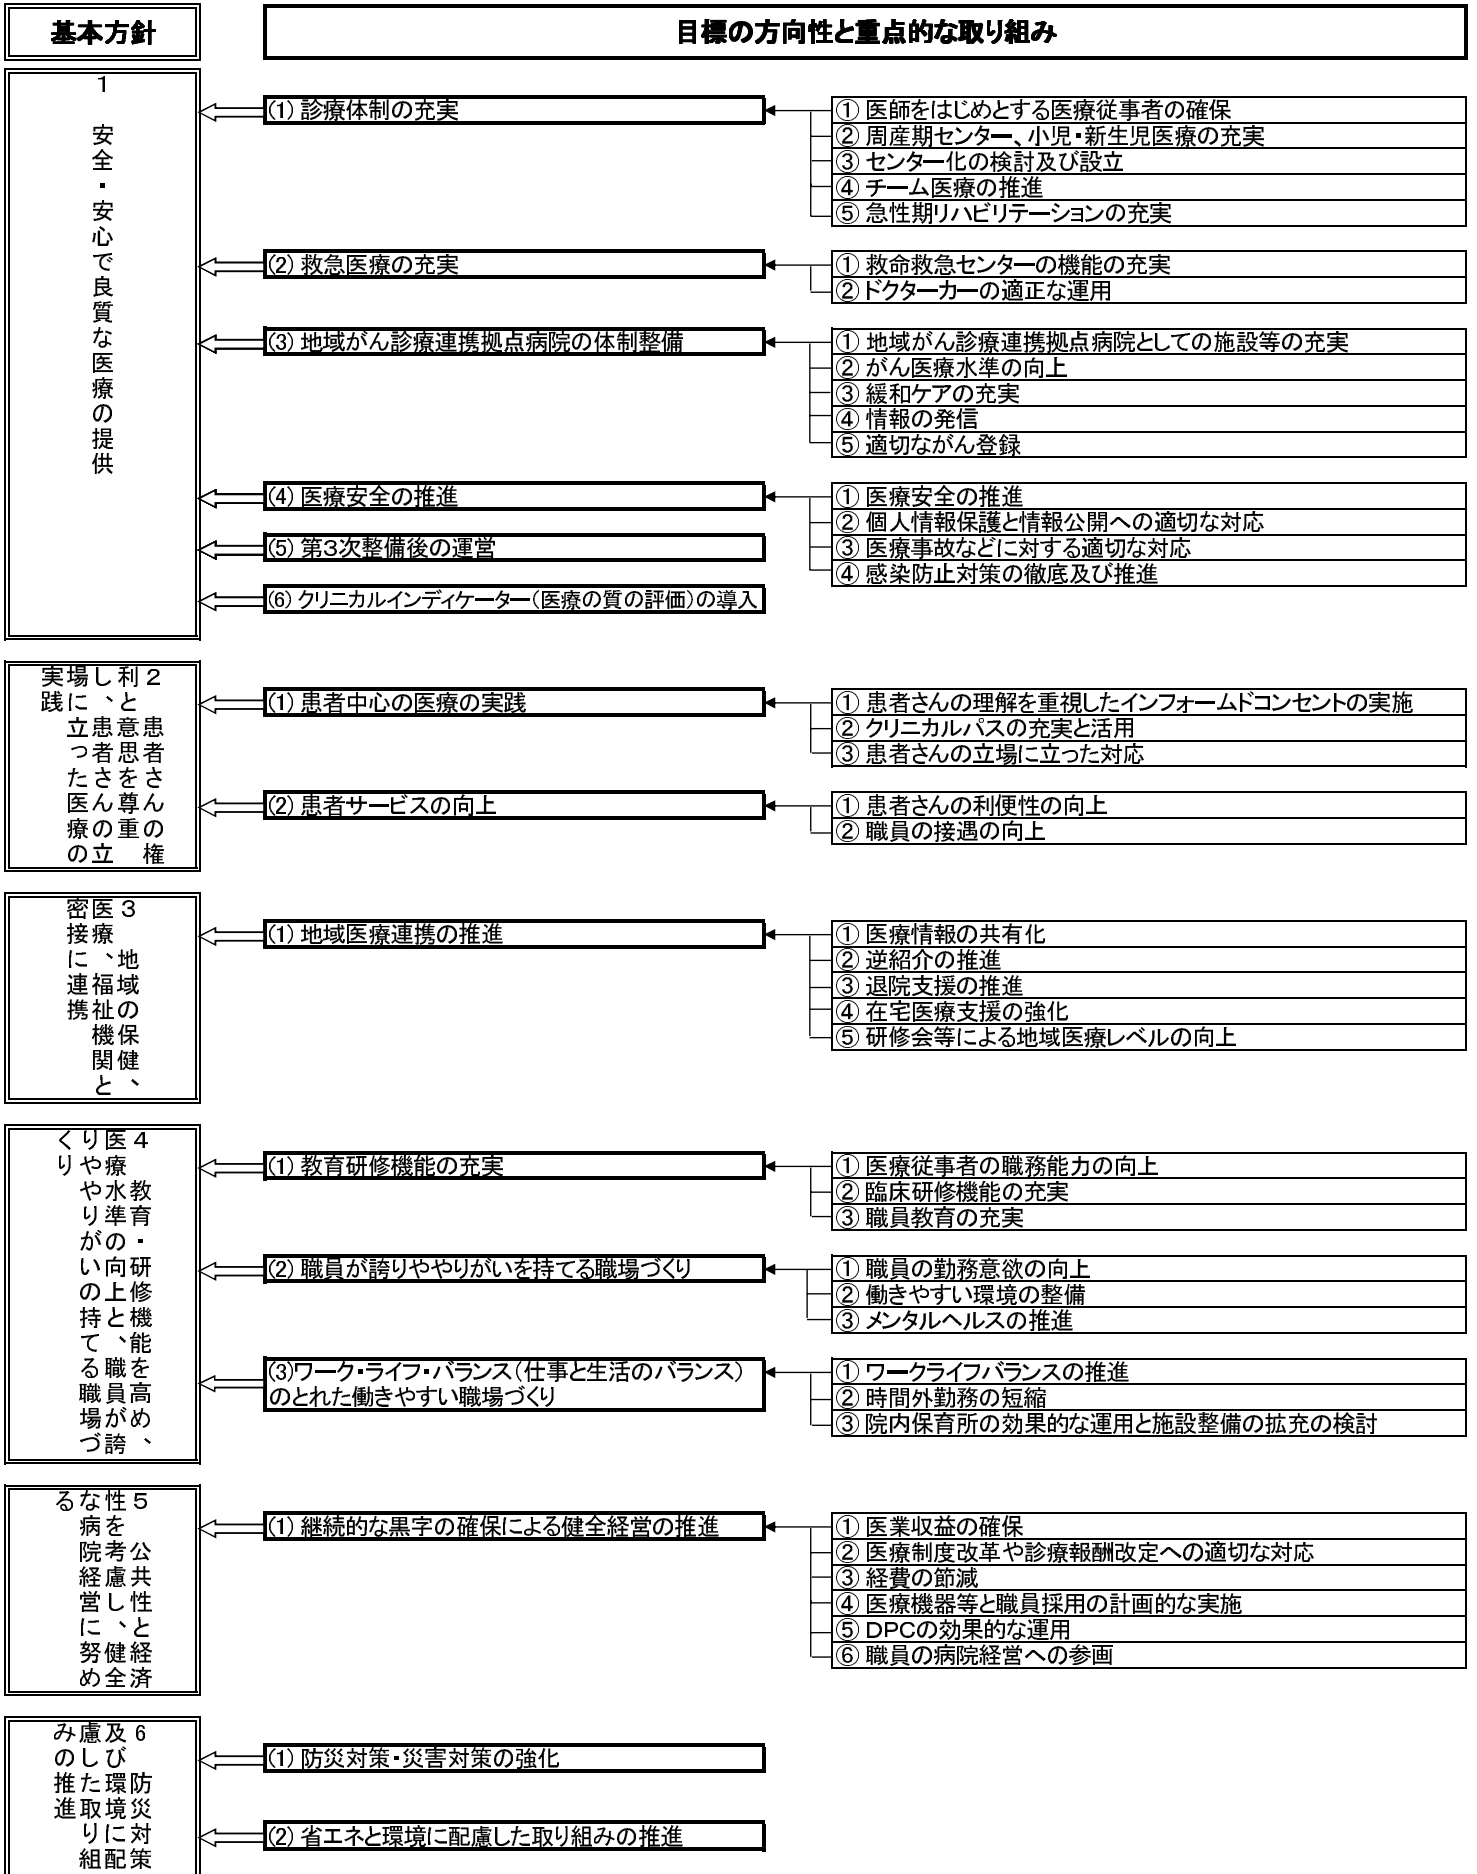 基本方針
目標の方向性と重点的な取り組み
1 安全・安心で良質な医療の提供
(1) 診療体制の充実
① 医師をはじめとする医療従事者の確保
② 周産期センター、小児・新生児医療の充実
③ センター化の検討及び設立
④ チーム医療の推進
⑤ 急性期リハビリテーションの充実
(2) 救急医療の充実
① 救命救急センターの機能の充実
② ドクターカーの適正な運用
(3) 地域がん診療連携拠点病院の体制整備
① 地域がん診療連携拠点病院としての施設等の充実
② がん医療水準の向上
③ 緩和ケアの充実
④ 情報の発信
⑤ 適切ながん登録
(4) 医療安全の推進
① 医療安全の推進
② 個人情報保護と情報公開への適切な対応
③ 医療事故などに対する適切な対応
④ 感染防止対策の徹底及び推進
(5) 第3次整備後の運営
(6) クリニカルインディケーター(医療の質の評価)の導入
2 患者さんの権
利と意思を尊重
し、患者さんの立
場に立った医療の
実践
(1) 患者中心の医療の実践
① 患者さんの理解を重視したインフォームドコンセントの実施
② クリニカルパスの充実と活用
③ 患者さんの立場に立った対応
(2) 患者サービスの向上
① 患者さんの利便性の向上
② 職員の接遇の向上
3 地域の保健、
医療、福祉機関と
密接に連携
(1) 地域医療連携の推進
① 医療情報の共有化
② 逆紹介の推進
③ 退院支援の推進
④ 在宅医療支援の強化
⑤ 研修会等による地域医療レベルの向上
4 教育・研修機能を高め、
医療水準の向上と、職員が誇
りややりがいの持てる職場づ
くり
(1) 教育研修機能の充実
① 医療従事者の職務能力の向上
② 臨床研修機能の充実
③ 職員教育の充実
(2) 職員が誇りややりがいを持てる職場づくり
① 職員の勤務意欲の向上
② 働きやすい環境の整備
③ メンタルヘルスの推進
(3)ワーク・ライフ・バランス(仕事と生活のバランス)
のとれた働きやすい職場づくり
① ワークライフバランスの推進
② 時間外勤務の短縮
③ 院内保育所の効果的な運用と施設整備の拡充の検討
5 公共性と経済
性を考慮し、健全
な病院経営に努め
る
(1) 継続的な黒字の確保による健全経営の推進
① 医業収益の確保
② 医療制度改革や診療報酬改定への適切な対応
③ 経費の節減
④ 医療機器等と職員採用の計画的な実施
⑤ DPCの効果的な運用
⑥ 職員の病院経営への参画
6 防災対策
及び環境に配
慮した取り組
みの推進
(1) 防災対策・災害対策の強化
(2) 省エネと環境に配慮した取り組みの推進